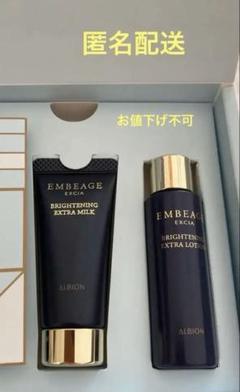 匿名配送
お値下げ不可
EMBEAGE
EXCIA
BRIGHTENING
EXTRA MILK
ALBION
EMBEAGE
EXCIA
BRIGHTENING
EXTRA LOTION
ALBION